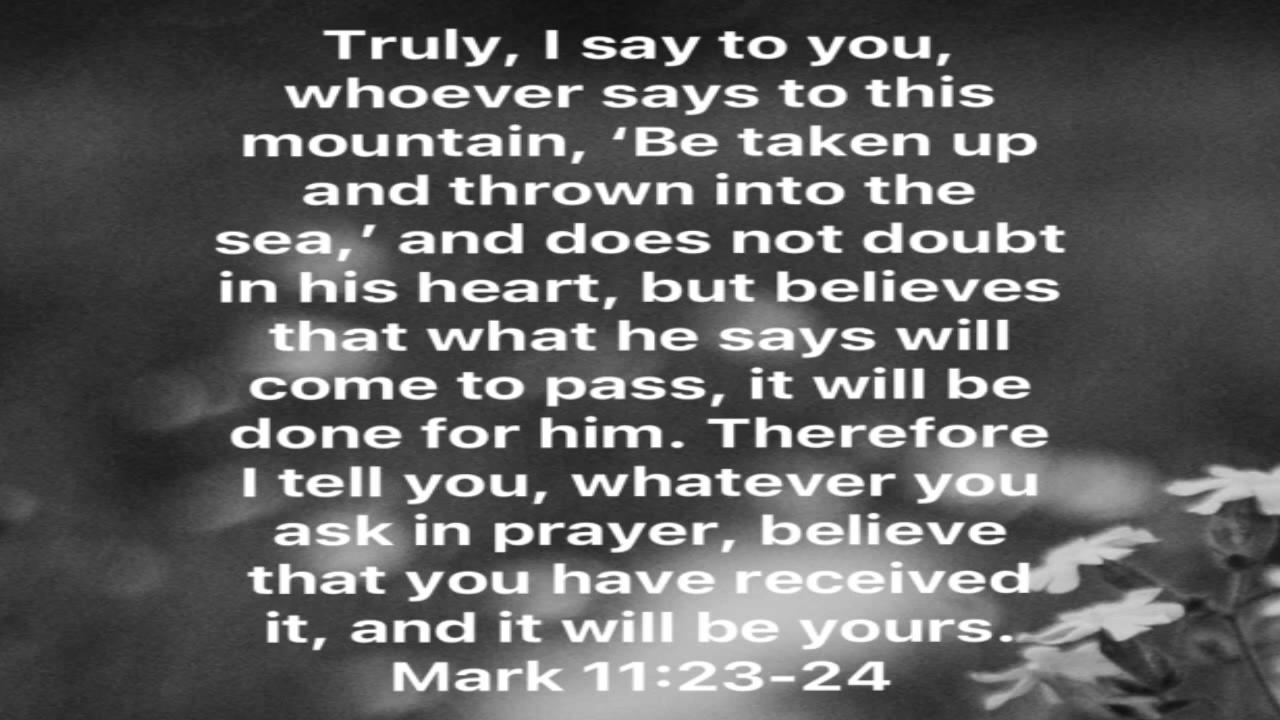 Truly, I say to you,
whoever says to this
mountain, ‘Be taken up
and thrown into the
sea,’ and does not doubt
in his heart, but believes
that what he says will
come to pass, it will be
done for him. Therefore
I tell you, whatever you
ask in prayer, believe
that you have received
it, and it will be yours.
Mark 11:23-24